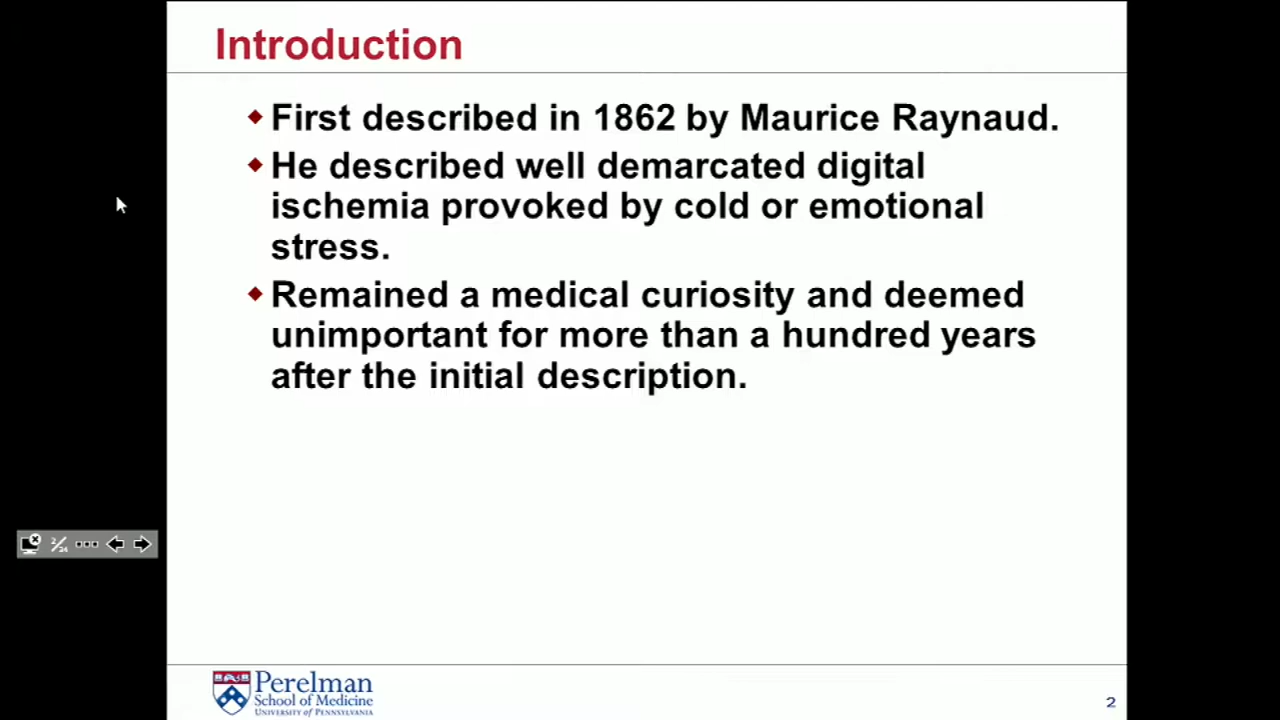 Introduction
First described in 1862 by Maurice Raynaud.
He described well demarcated digital
ischemia provoked by cold or emotional
stress.
Remained a medical curiosity and deemed
unimportant for more than a hundred years
after the initial description.
2/24
Perelman
School of Medicine
UNIVERSITY of PENNSYLVANIA
2